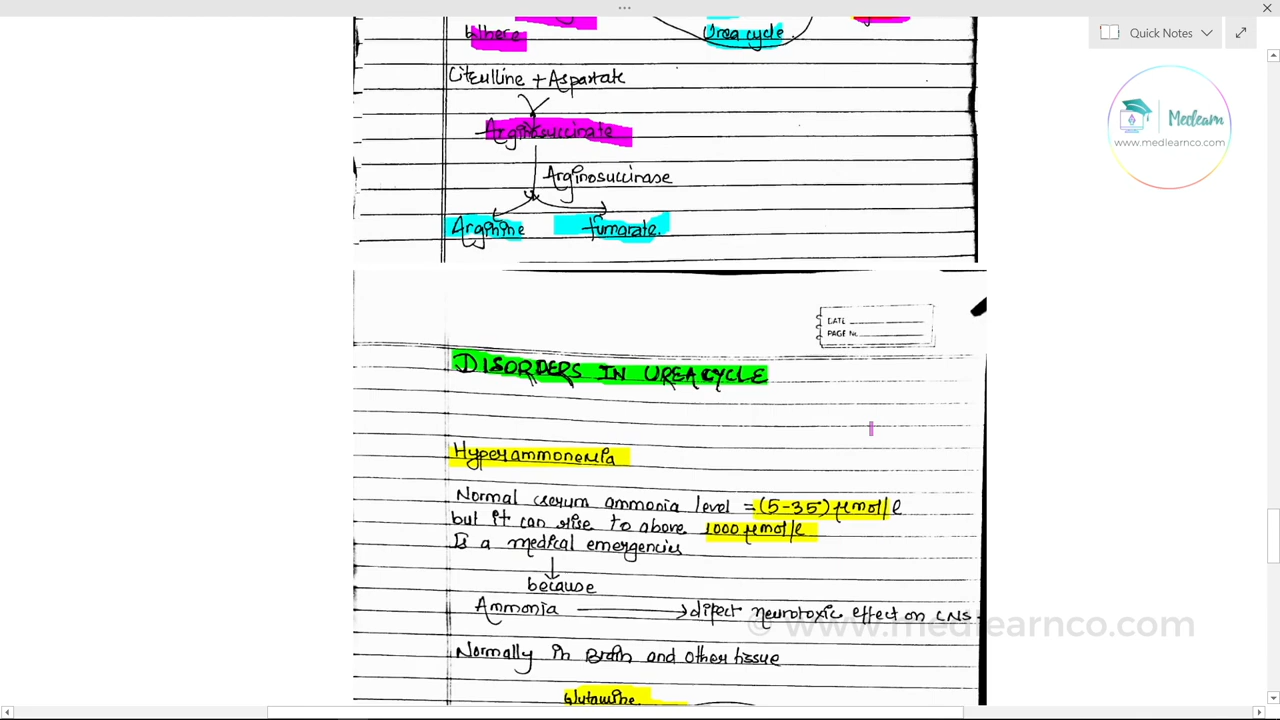 Quick Notes
Where
Urea cycle
Citrulline + Aspartate
Arginosuccinate
Arginosuccinase
Arginine
fumarate.
Medlearn
www.medlearnco.com
DATE
PAGE No.
DISORDERS IN UREA CYCLE
Hyperammonemia
Normal serum ammonia level = (5-35) μmol/l
but it can rise to above 1000 μmol/l
Is a medical emergencies
because
Ammonia → direct neurotoxic effect on CNS.
© www.medlearnco.com
Normally in Brain and other tissue
Glutamine